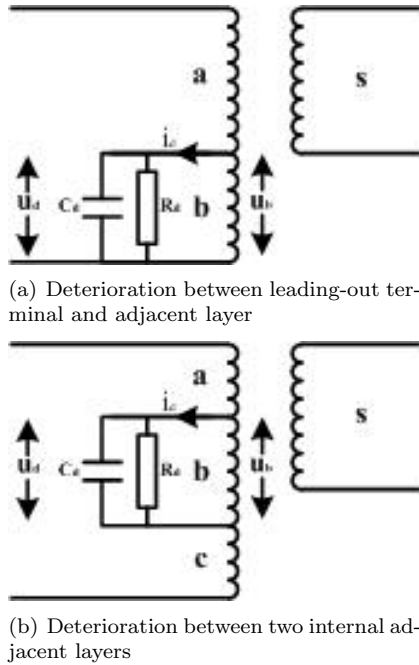 a
s
i
C
R
b
u
u
(a) Deterioration between leading-out ter-
minal and adjacent layer
a
s
i
C
R
b
u
u
c
(b) Deterioration between two internal ad-
jacent layers